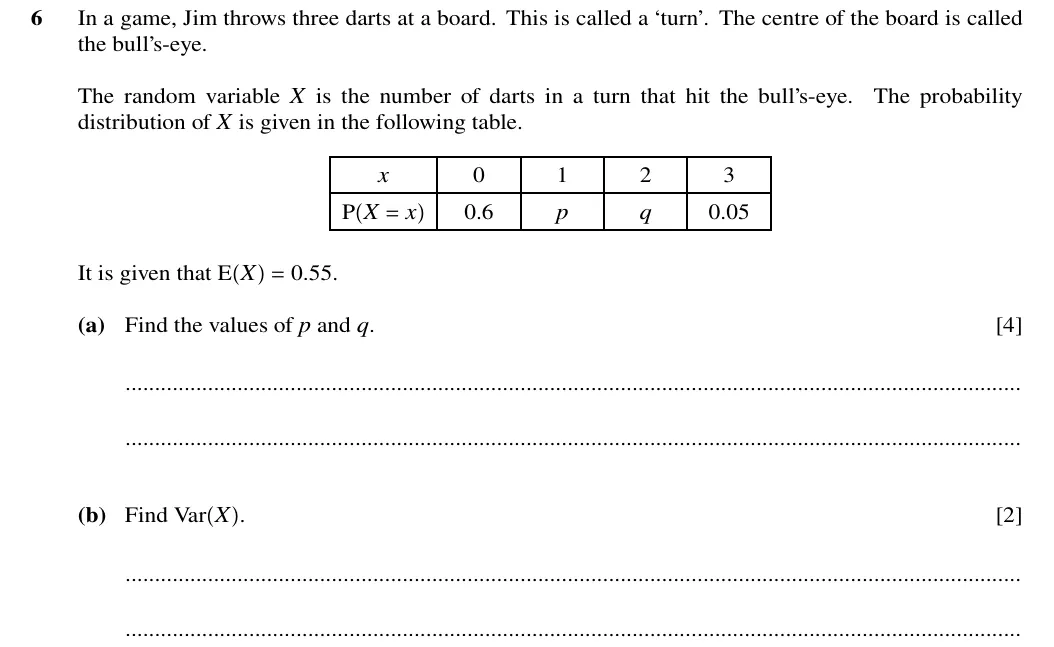 6 In a game, Jim throws three darts at a board. This is called a ‘turn’. The centre of the board is called
the bull’s-eye.
The random variable X is the number of darts in a turn that hit the bull’s-eye. The probability
distribution of X is given in the following table.
x 0 1 2 3
P(X = x) 0.6 p q 0.05
It is given that E(X) = 0.55.
(a) Find the values of p and q. [4]
(b) Find Var(X). [2]